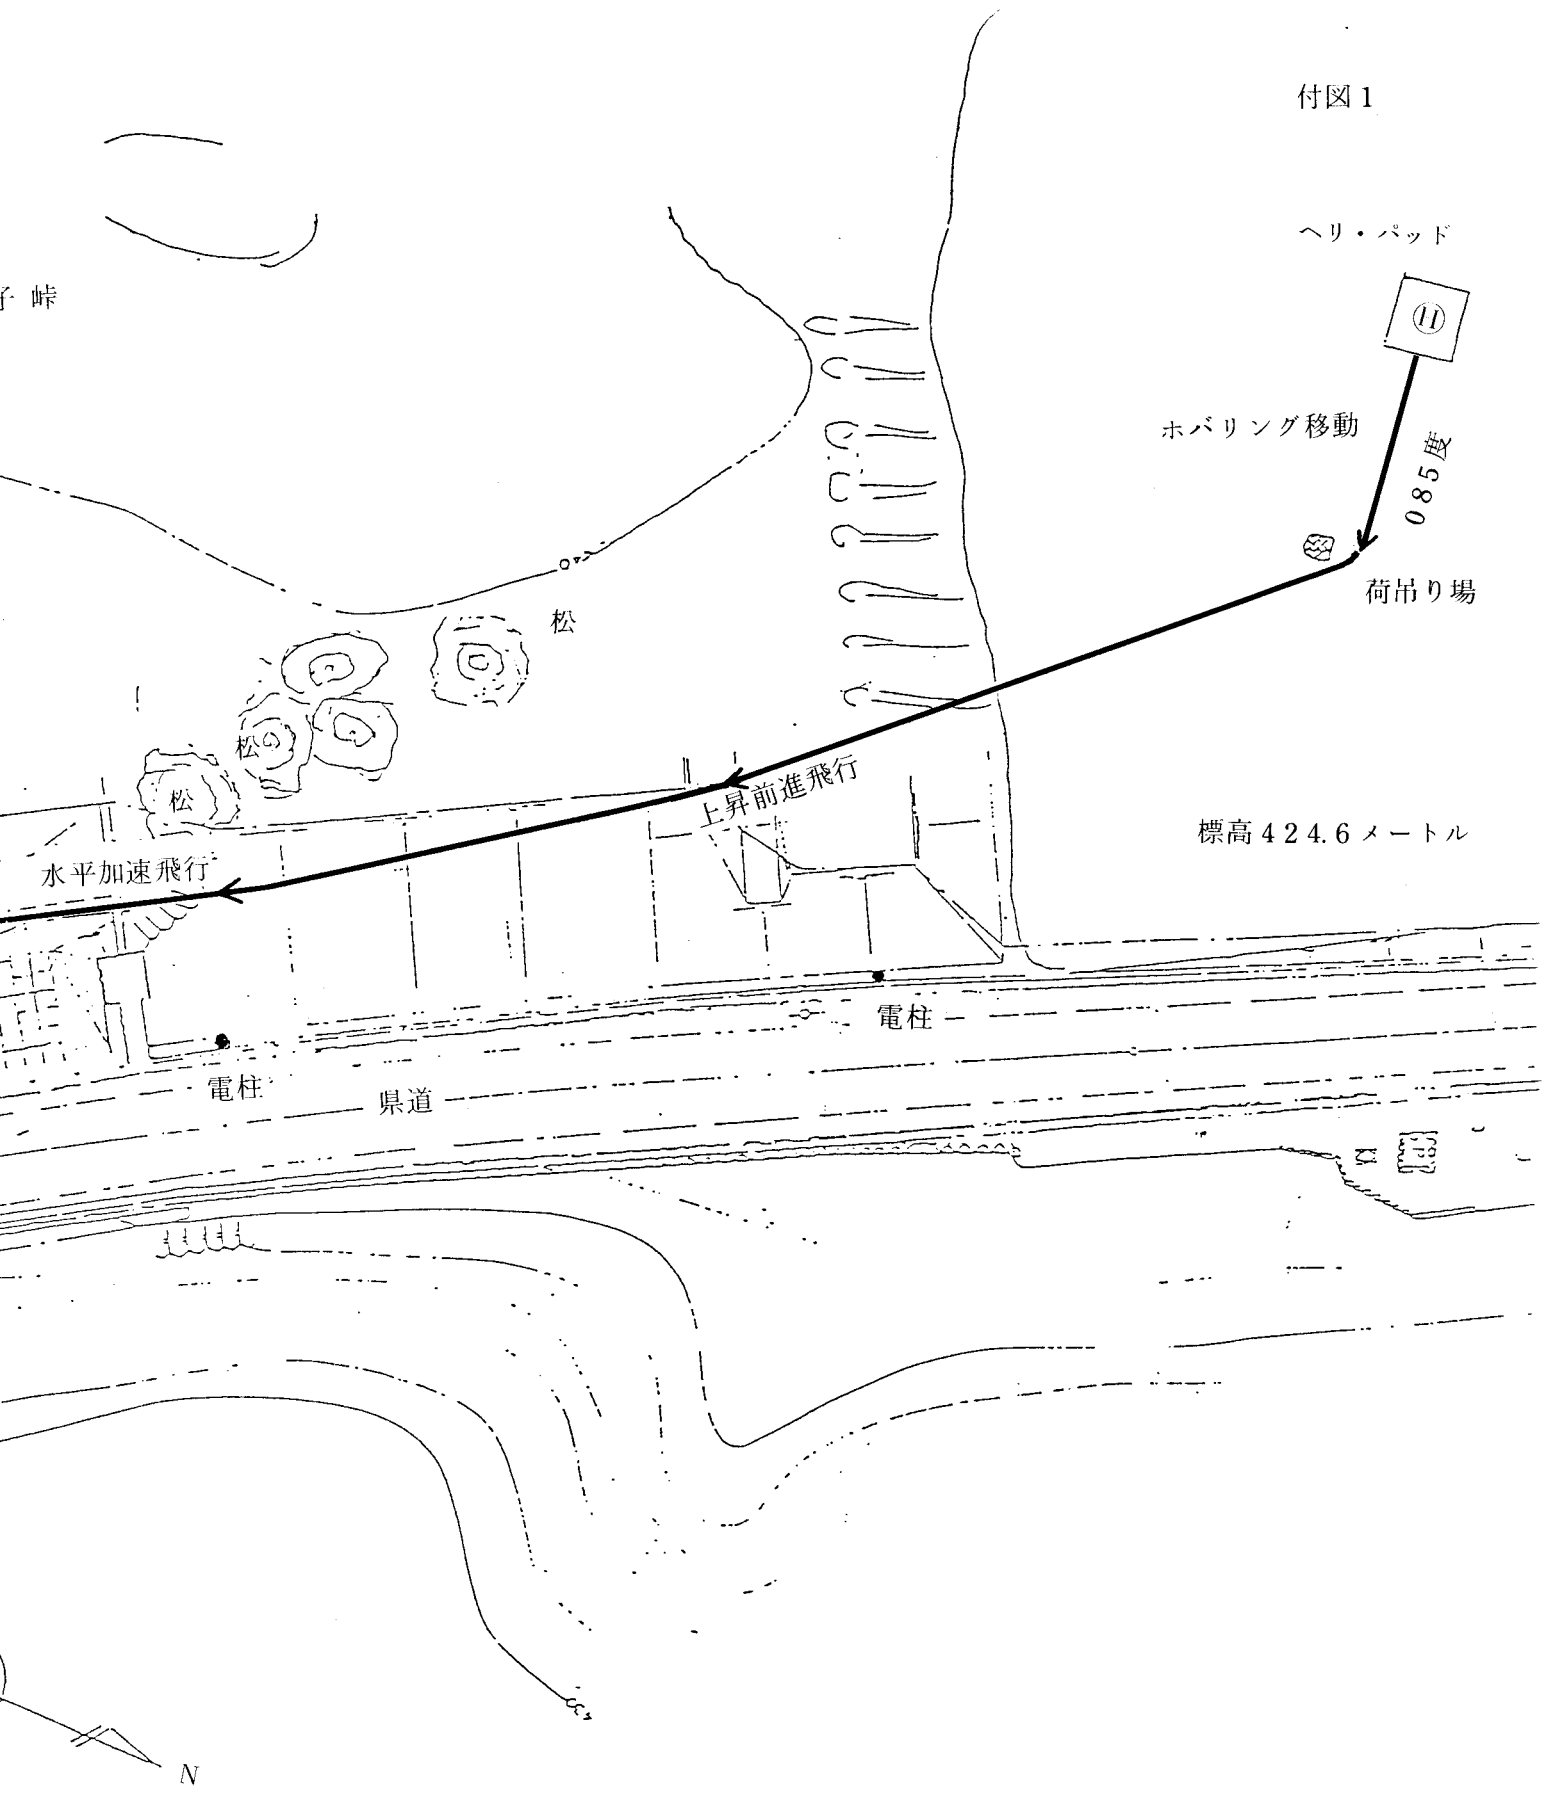 付図1
ヘリ・パッド
H
峠
ホバリング移動
085度
荷吊り場
松
松
松
上昇前進飛行
標高424.6メートル
水平加速飛行
電柱
電柱
県道
N